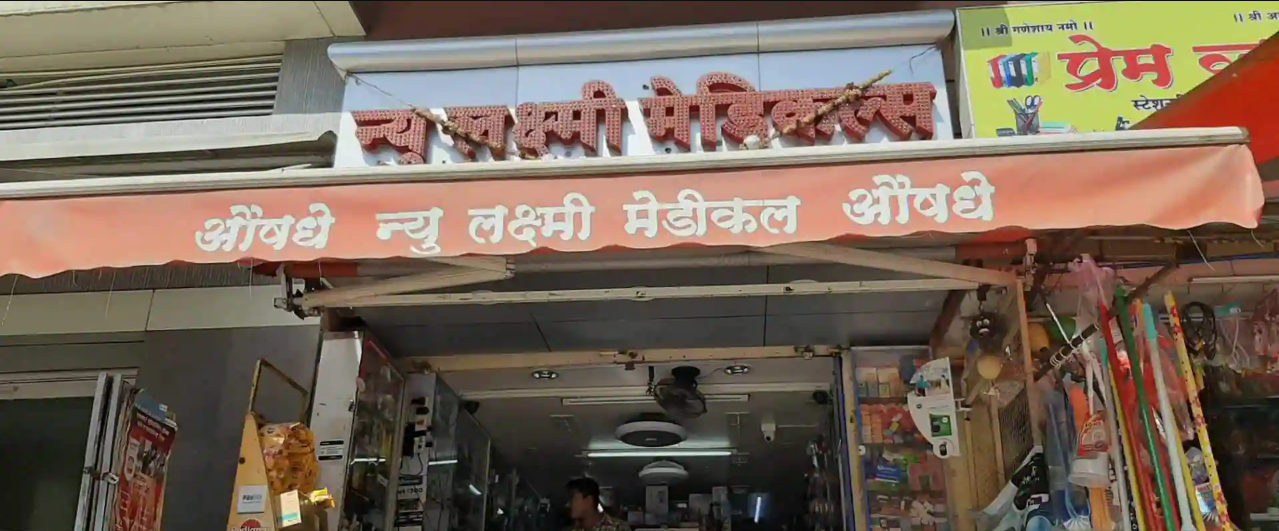 न्यु लक्ष्मी मेडिकल्स
|| श्री गणेशाय नमो ||
|| श्री
प्रेम
औषधे न्यु लक्ष्मी मेडीकल औषधे